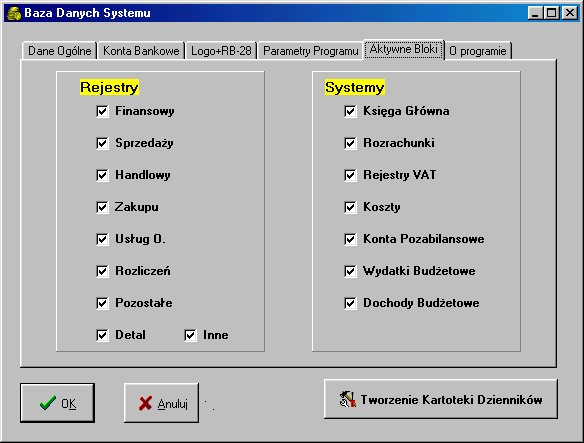 Baza Danych Systemu
Dane Ogólne Konta Bankowe Logo+RB-28 Parametry Programu Aktywne Bloki O programie
Rejestry Systemy
Finansowy Księga Główna
Sprzedaży Rozrachunki
Handlowy Rejestry VAT
Zakupu Koszty
Usług O. Konta Pozabilansowe
Rozliczeń Wydatki Budżetowe
Pozostałe Dochody Budżetowe
Detal Inne
OK Anuluj Tworzenie Kartoteki Dzienników